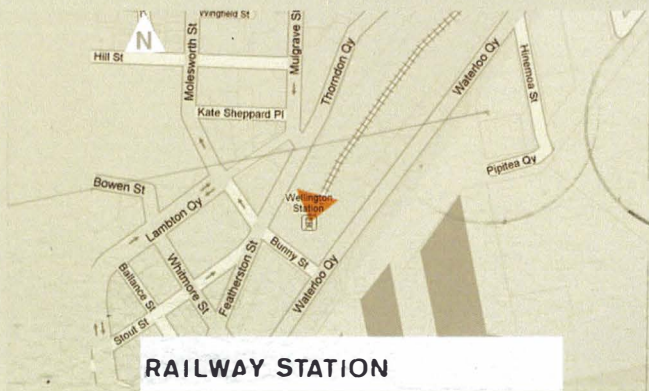 Wingfield St
N
Hill St
Molesworth St
Mulgrave St
Thorndon Qy
Waterloo Qy
Hinemoa St
Kate Sheppard Pl
Pipitea Qy
Bowen St
Lambton Qy
Wellington
Station
Bunny St
Ballance St
Whitmore St
Featherston St
Waterloo Qy
Stout St
RAILWAY STATION